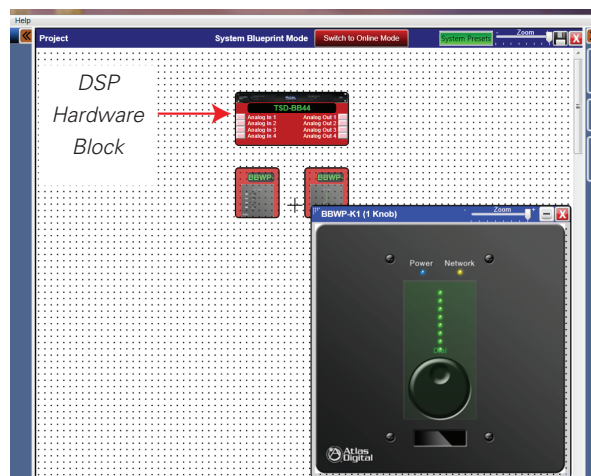 Help
Project
System Blueprint Mode
Switch to Online Mode
System Presets
- Zoom +
X
DSP
Hardware
Block
TSD-BB44
Analog In 1 Analog Out 1
Analog In 2 Analog Out 2
Analog In 3 Analog Out 3
Analog In 4 Analog Out 4
BBWP- BBWP-
BBWP-K1 (1 Knob)
- Zoom +
X
Power Network
Atlas
Digital